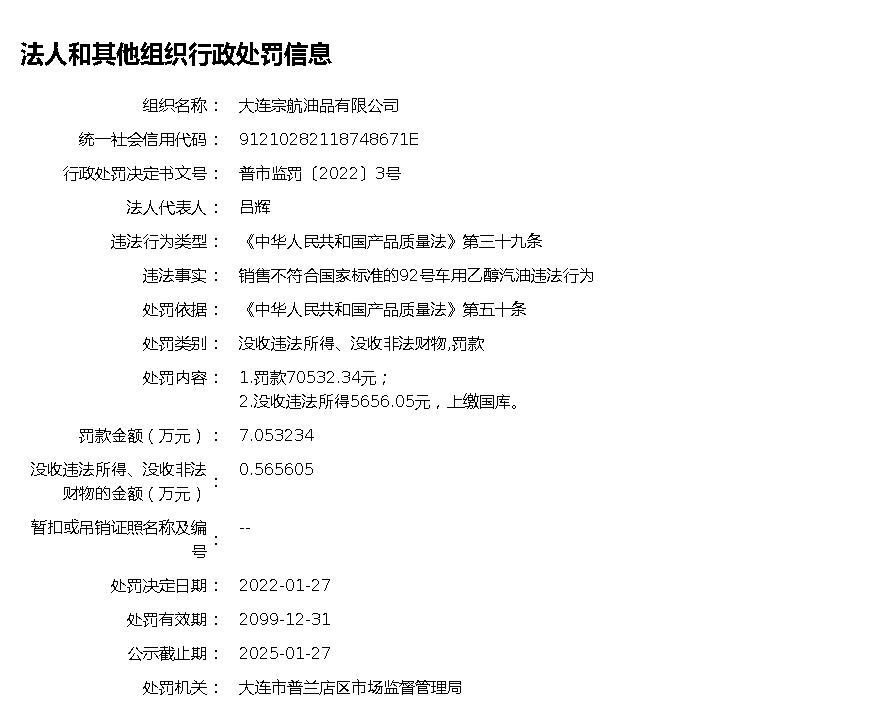 法人和其他组织行政处罚信息
组织名称： 大连宗航油品有限公司
统一社会信用代码： 91210282118748671E
行政处罚决定书文号： 普市监罚〔2022〕3号
法人代表人： 吕辉
违法行为类型： 《中华人民共和国产品质量法》第三十九条
违法事实： 销售不符合国家标准的92号车用乙醇汽油违法行为
处罚依据： 《中华人民共和国产品质量法》第五十条
处罚类别： 没收违法所得、没收非法财物,罚款
处罚内容： 1.罚款70532.34元；
2.没收违法所得5656.05元，上缴国库。
罚款金额（万元）： 7.053234
没收违法所得、没收非法 0.565605
财物的金额（万元）：
暂扣或吊销证照名称及编 --
号：
处罚决定日期： 2022-01-27
处罚有效期： 2099-12-31
公示截止期： 2025-01-27
处罚机关： 大连市普兰店区市场监督管理局